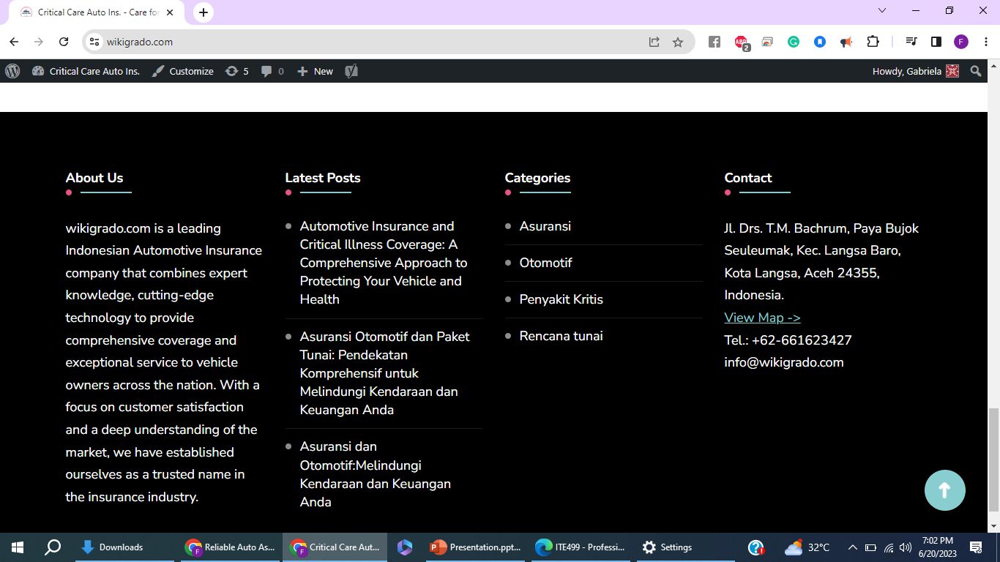 Critical Care Auto Ins. - Care for
wikigrado.com
ABP
2
F
Critical Care Auto Ins.
Customize
5
0
New
Howdy, Gabriela
About Us
wikigrado.com is a leading
Indonesian Automotive Insurance
company that combines expert
knowledge, cutting-edge
technology to provide
comprehensive coverage and
exceptional service to vehicle
owners across the nation. With a
focus on customer satisfaction
and a deep understanding of the
market, we have established
ourselves as a trusted name in
the insurance industry.
Latest Posts
Automotive Insurance and
Critical Illness Coverage: A
Comprehensive Approach to
Protecting Your Vehicle and
Health
Asuransi Otomotif dan Paket
Tunai: Pendekatan
Komprehensif untuk
Melindungi Kendaraan dan
Keuangan Anda
Asuransi dan
Otomotif:Melindungi
Kendaraan dan Keuangan
Anda
Categories
Asuransi
Otomotif
Penyakit Kritis
Rencana tunai
Contact
Jl. Drs. T.M. Bachrum, Paya Bujok
Seuleumak, Kec. Langsa Baro,
Kota Langsa, Aceh 24355,
Indonesia.
View Map ->
Tel.: +62-661623427
info@wikigrado.com
Downloads
Reliable Auto As...
Critical Care Aut...
Presentation.ppt...
ITE499 - Professi...
Settings
32°C
7:02 PM
6/20/2023